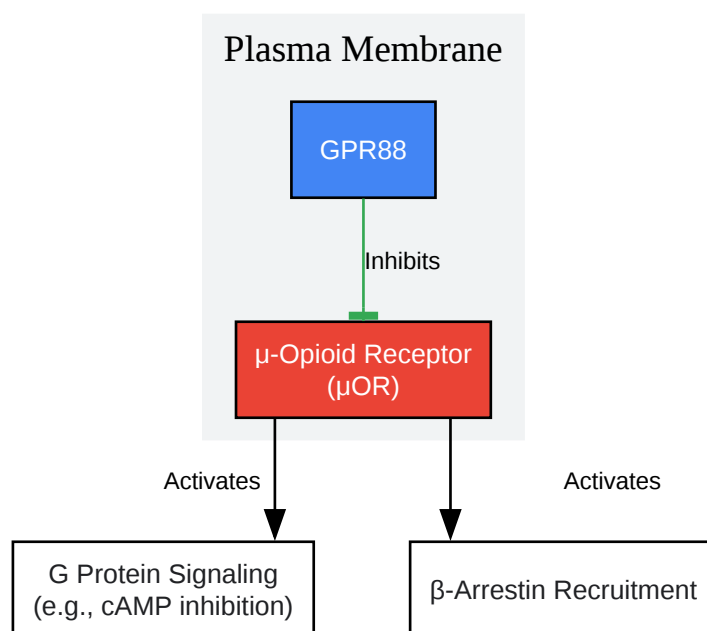 Plasma Membrane
GPR88
Inhibits
μ-Opioid Receptor
(μOR)
Activates
Activates
G Protein Signaling
(e.g., cAMP inhibition)
β-Arrestin Recruitment